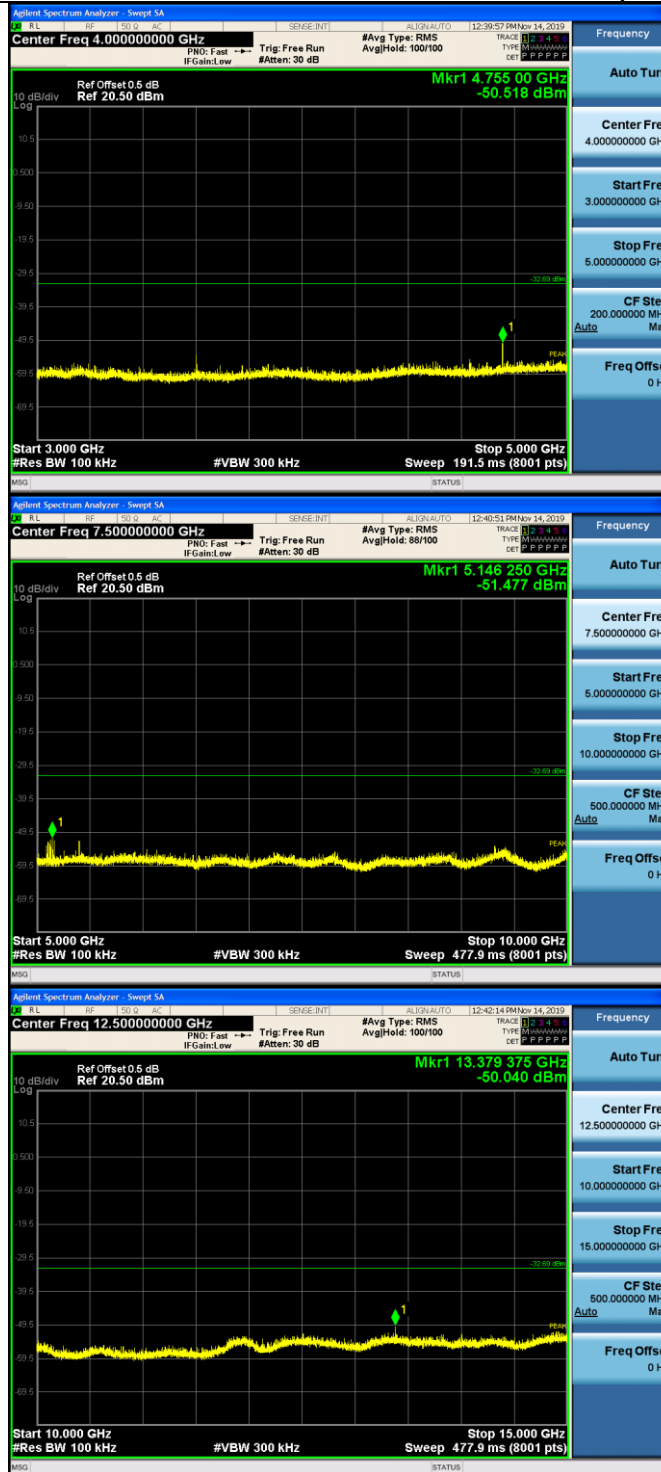 Agilent Spectrum Analyzer - Swept SA
RL RF 50 Ω AC SENSE:INT ALIGNAUTO 12:39:57 PM Nov 14, 2019
Center Freq 4.000000000 GHz
PNO: Fast
IFGain:Low
Trig: Free Run
#Atten: 30 dB
#Avg Type: RMS
Avg|Hold: 100/100
TRACE 1 2 3 4 5 6
TYPE M
DET P P P P P P
Mkr1 4.755 00 GHz
-50.518 dBm
Ref Offset 0.5 dB
10 dB/div Ref 20.50 dBm
Log
10.5
0.500
-9.50
-19.5
-29.5
-32.69 dBm
-39.5
1
-49.5
PEAK
-59.5
-69.5
Start 3.000 GHz Stop 5.000 GHz
#Res BW 100 kHz #VBW 300 kHz Sweep 191.5 ms (8001 pts)
MSG STATUS
Frequency
Auto Tun
Center Fre
4.000000000 GH
Start Fre
3.000000000 GH
Stop Fre
5.000000000 GH
CF Ste
200.000000 MH
Auto Ma
Freq Offse
0 H
Agilent Spectrum Analyzer - Swept SA
RL RF 50 Ω AC SENSE:INT ALIGNAUTO 12:40:51 PM Nov 14, 2019
Center Freq 7.500000000 GHz
PNO: Fast
IFGain:Low
Trig: Free Run
#Atten: 30 dB
#Avg Type: RMS
Avg|Hold: 88/100
TRACE 1 2 3 4 5 6
TYPE M
DET P P P P P P
Mkr1 5.146 250 GHz
-51.477 dBm
Ref Offset 0.5 dB
10 dB/div Ref 20.50 dBm
Log
10.5
0.500
-9.50
-19.5
-29.5
-32.69 dBm
-39.5
1
-49.5
PEAK
-59.5
-69.5
Start 5.000 GHz Stop 10.000 GHz
#Res BW 100 kHz #VBW 300 kHz Sweep 477.9 ms (8001 pts)
MSG STATUS
Frequency
Auto Tun
Center Fre
7.500000000 GH
Start Fre
5.000000000 GH
Stop Fre
10.000000000 GH
CF Ste
500.000000 MH
Auto Ma
Freq Offse
0 H
Agilent Spectrum Analyzer - Swept SA
RL RF 50 Ω AC SENSE:INT ALIGNAUTO 12:42:14 PM Nov 14, 2019
Center Freq 12.500000000 GHz
PNO: Fast
IFGain:Low
Trig: Free Run
#Atten: 30 dB
#Avg Type: RMS
Avg|Hold: 100/100
TRACE 1 2 3 4 5 6
TYPE M
DET P P P P P P
Mkr1 13.379 375 GHz
-50.040 dBm
Ref Offset 0.5 dB
10 dB/div Ref 20.50 dBm
Log
10.5
0.500
-9.50
-19.5
-29.5
-32.69 dBm
-39.5
1
-49.5
PEAK
-59.5
-69.5
Start 10.000 GHz Stop 15.000 GHz
#Res BW 100 kHz #VBW 300 kHz Sweep 477.9 ms (8001 pts)
MSG STATUS
Frequency
Auto Tun
Center Fre
12.500000000 GH
Start Fre
10.000000000 GH
Stop Fre
15.000000000 GH
CF Ste
500.000000 MH
Auto Ma
Freq Offse
0 H